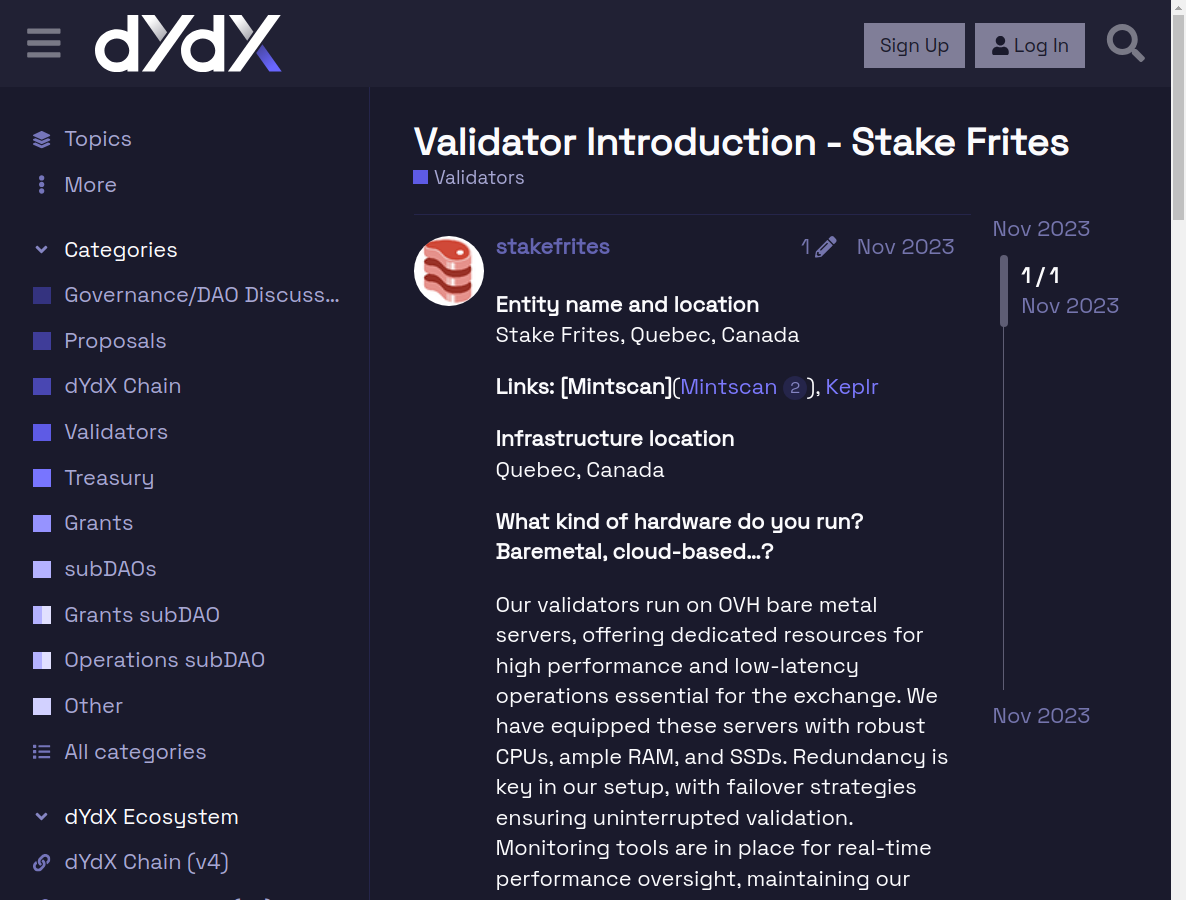 dYdX
Sign Up
Log In
Topics
More
Categories
Governance/DAO Discuss...
Proposals
dYdX Chain
Validators
Treasury
Grants
subDAOs
Grants subDAO
Operations subDAO
Other
All categories
dYdX Ecosystem
dYdX Chain (v4)
Validator Introduction - Stake Frites
Validators
stakefrites
1
Nov 2023
Entity name and location
Stake Frites, Quebec, Canada
Links: [Mintscan](Mintscan 2), Keplr
Infrastructure location
Quebec, Canada
What kind of hardware do you run?
Baremetal, cloud-based…?
Our validators run on OVH bare metal
servers, offering dedicated resources for
high performance and low-latency
operations essential for the exchange. We
have equipped these servers with robust
CPUs, ample RAM, and SSDs. Redundancy is
key in our setup, with failover strategies
ensuring uninterrupted validation.
Monitoring tools are in place for real-time
performance oversight, maintaining our
Nov 2023
1 / 1
Nov 2023
Nov 2023